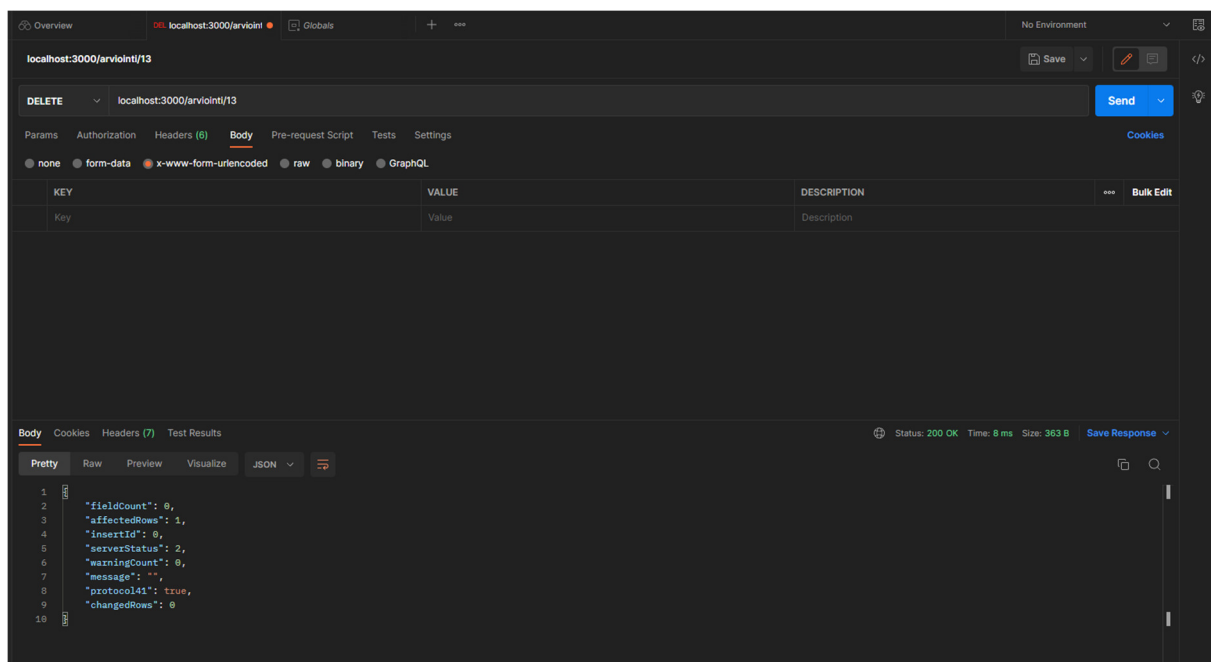 Overview DEL localhost:3000/arvioint Globals No Environment
localhost:3000/arviointi/13 Save
DELETE localhost:3000/arviointi/13 Send
Params Authorization Headers (6) Body Pre-request Script Tests Settings Cookies
none form-data x-www-form-urlencoded raw binary GraphQL
KEY VALUE DESCRIPTION Bulk Edit
Key Value Description
Body Cookies Headers (7) Test Results Status: 200 OK Time: 8 ms Size: 363 B Save Response
Pretty Raw Preview Visualize JSON
1 {
2 "fieldCount": 0,
3 "affectedRows": 1,
4 "insertId": 0,
5 "serverStatus": 2,
6 "warningCount": 0,
7 "message": "",
8 "protocol41": true,
9 "changedRows": 0
10 }